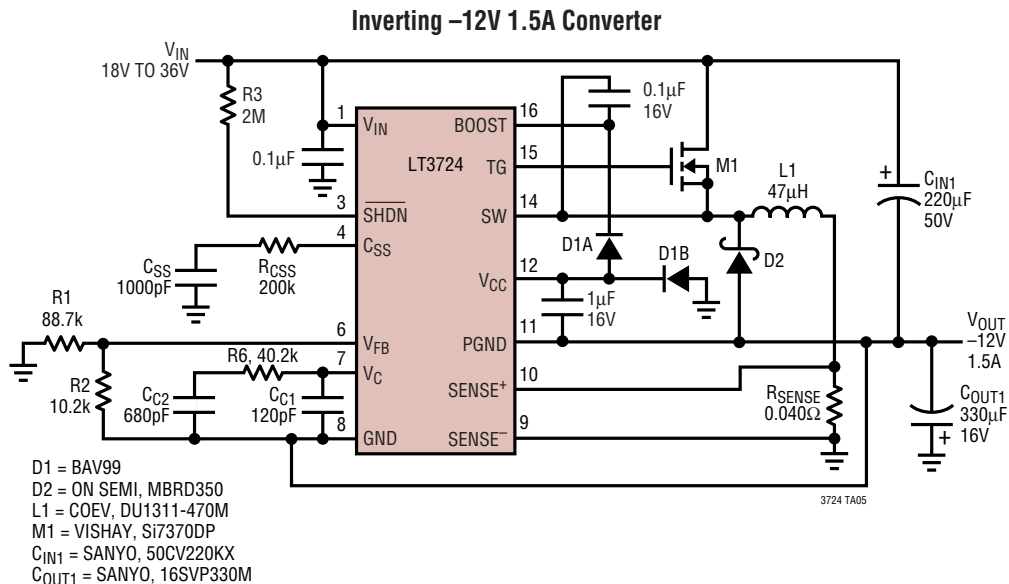 Inverting –12V 1.5A Converter
VIN
18V TO 36V
R3
2M
0.1µF
1
VIN
LT3724
BOOST
16
0.1µF
16V
TG
15
M1
L1
47µH
CIN1
220µF
50V
+
3
SHDN
SW
14
4
CSS
CSS
1000pF
RCSS
200k
D1A
D1B
D2
VCC
12
1µF
16V
R1
88.7k
6
VFB
PGND
11
VOUT
–12V
1.5A
R2
10.2k
R6, 40.2k
7
VC
CC2
680pF
CC1
120pF
SENSE+
10
RSENSE
0.040Ω
COUT1
330µF
16V
+
8
GND
SENSE–
9
3724 TA05
D1 = BAV99
D2 = ON SEMI, MBRD350
L1 = COEV, DU1311-470M
M1 = VISHAY, Si7370DP
CIN1 = SANYO, 50CV220KX
COUT1 = SANYO, 16SVP330M